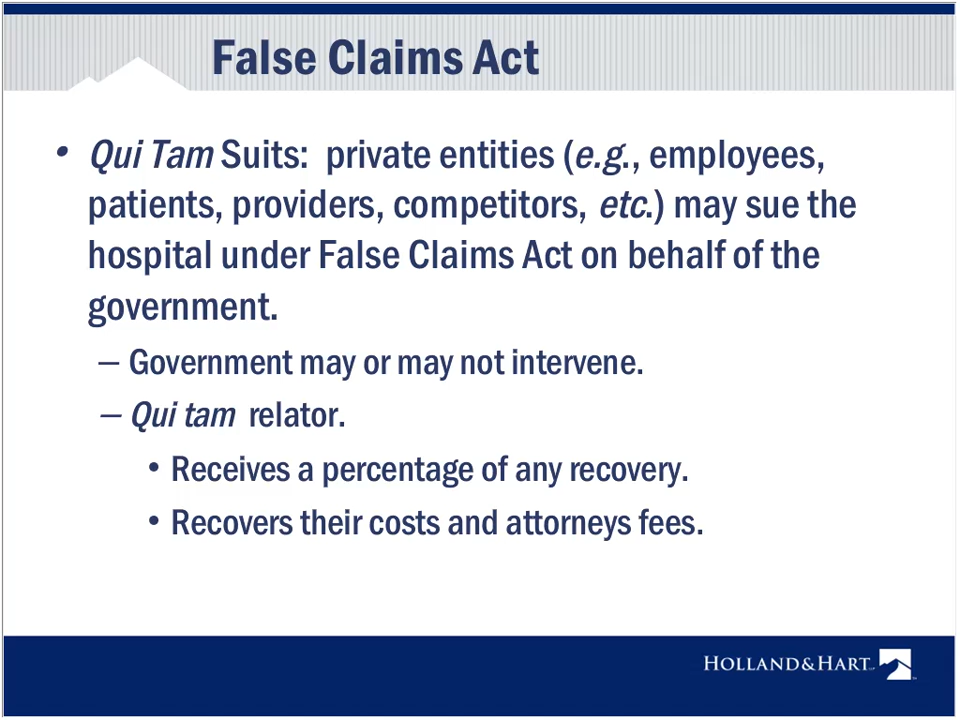 False Claims Act
• Qui Tam Suits:  private entities (e.g., employees,
patients, providers, competitors, etc.) may sue the
hospital under False Claims Act on behalf of the
government.
– Government may or may not intervene.
– Qui tam  relator.
• Receives a percentage of any recovery.
• Recovers their costs and attorneys fees.
HOLLAND & HART